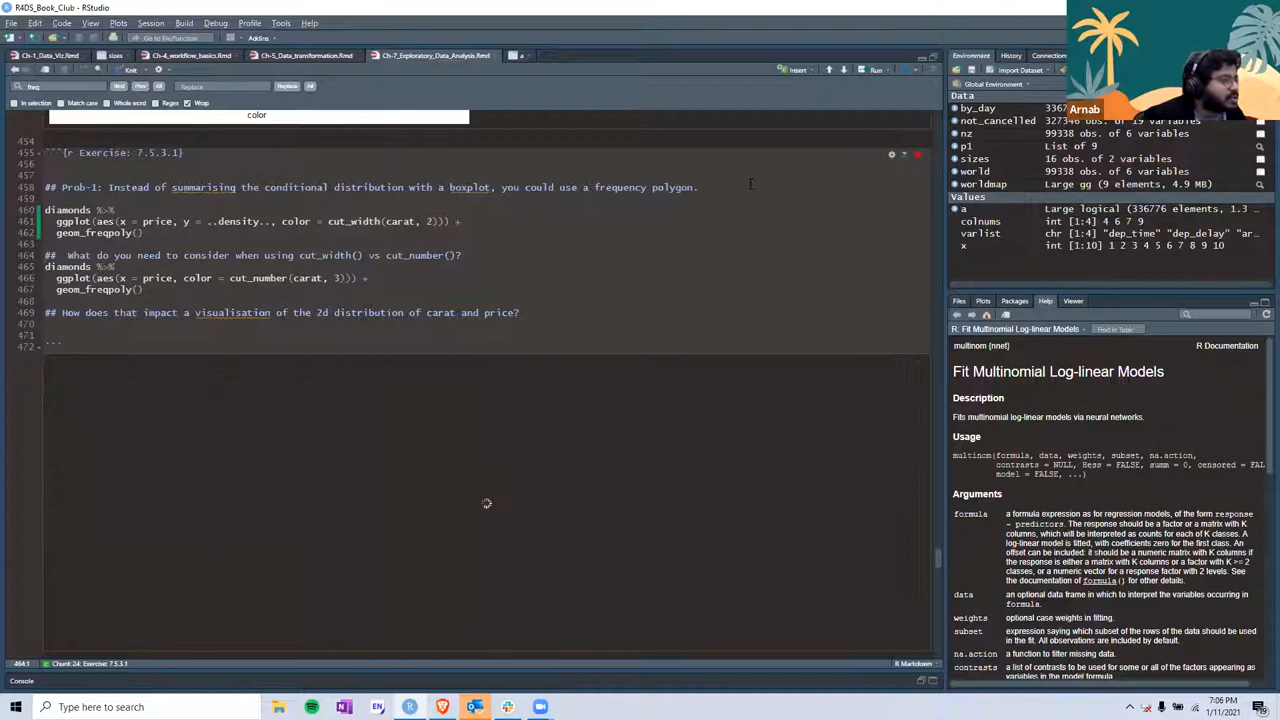 R4DS_Book_Club - RStudio
File Edit Code View Plots Session Build Debug Profile Tools Help
Go to file/function
Addins
Ch-1_Data_Viz.Rmd
sizes
Ch-4_workflow_basics.Rmd
Ch-5_Data_transformation.Rmd
Ch-7_Exploratory_Data_Analysis.Rmd
a
Knit
Insert
Run
freq
Next
Prev
All
Replace
Replace
All
In selection
Match case
Whole word
Regex
Wrap
color
454
455 ```{r Exercise: 7.5.3.1}
456
457
458 ## Prob-1: Instead of summarising the conditional distribution with a boxplot, you could use a frequency polygon.
459
460 diamonds %>%
461 ggplot(aes(x = price, y = ..density.., color = cut_width(carat, 2))) +
462 geom_freqpoly()
463
464 ## What do you need to consider when using cut_width() vs cut_number()?
465 diamonds %>%
466 ggplot(aes(x = price, color = cut_number(carat, 3))) +
467 geom_freqpoly()
468
469 ## How does that impact a visualisation of the 2d distribution of carat and price?
470
471
472 ```
464:1
Chunk 24: Exercise: 7.5.3.1
R Markdown
Console
Environment History Connections
Import Dataset
Global Environment
Data
by_day
not_cancelled 327346 obs. of 19 variables
nz 99338 obs. of 6 variables
p1 List of 9
sizes 16 obs. of 2 variables
world 99338 obs. of 6 variables
worldmap Large gg (9 elements, 4.9 MB)
Values
a Large logical (336776 elements, 1.3
colnums int [1:4] 4 6 7 9
varlist chr [1:4] "dep_time" "dep_delay" "ar…
x int [1:10] 1 2 3 4 5 6 7 8 9 10
Arnab
Files Plots Packages Help Viewer
R: Fit Multinomial Log-linear Models
Find in Topic
multinom {nnet}
R Documentation
Fit Multinomial Log-linear Models
Description
Fits multinomial log-linear models via neural networks.
Usage
multinom(formula, data, weights, subset, na.action,
contrasts = NULL, Hess = FALSE, summ = 0, censored = FAL
model = FALSE, ...)
Arguments
formula a formula expression as for regression models, of the form response
~ predictors. The response should be a factor or a matrix with K
columns, which will be interpreted as counts for each of K classes.
A log-linear model is fitted, with coefficients zero for the first class. An
offset can be included: it should be a numeric matrix with K columns if
the response is either a matrix with K columns or a factor with K >= 2
classes, or a numeric vector for a response factor with 2 levels. See
the documentation of formula() for other details.
data an optional data frame in which to interpret the variables occurring in
formula.
weights optional case weights in fitting.
subset expression saying which subset of the rows of the data should be used
in the fit. All observations are included by default.
na.action a function to filter missing data.
contrasts a list of contrasts to be used for some or all of the factors appearing as
variables in the model formula.
Type here to search
7:06 PM
1/11/2021
19